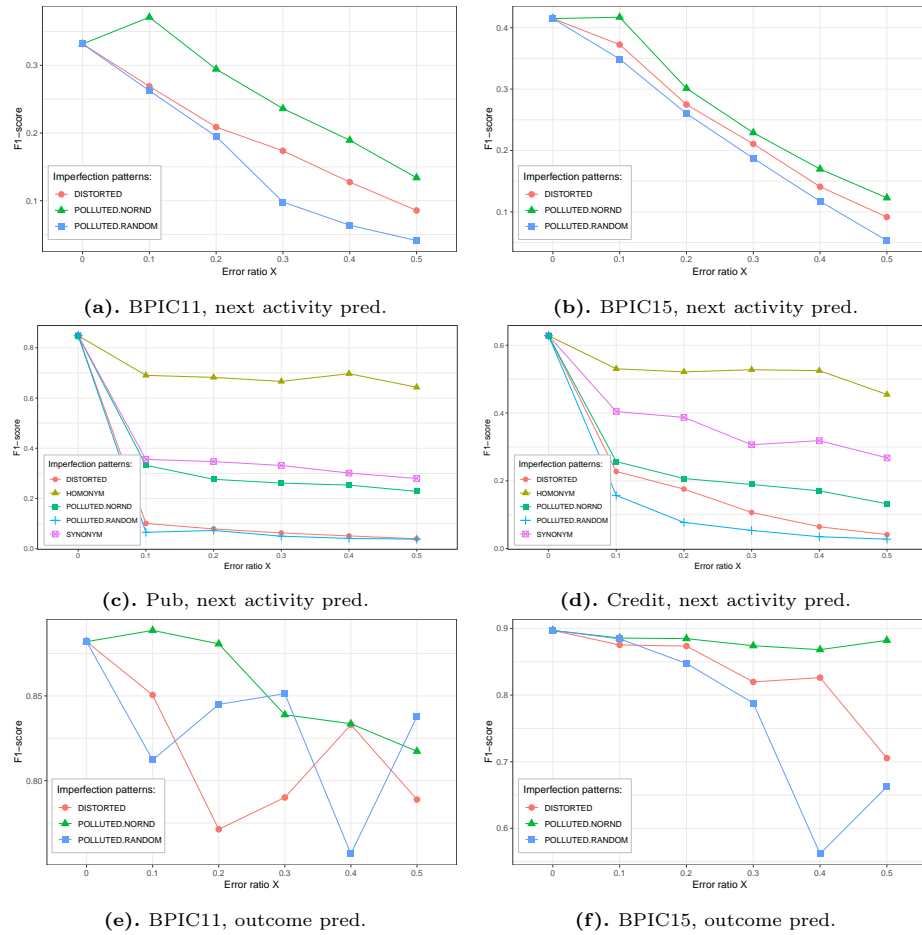 F1−score
0.3
0.2
0.1
Imperfection patterns:
DISTORTED
POLLUTED.NORND
POLLUTED.RANDOM
0 0.1 0.2 0.3 0.4 0.5
Error ratio X
(a). BPIC11, next activity pred.
F1−score
0.4
0.3
0.2
0.1
Imperfection patterns:
DISTORTED
POLLUTED.NORND
POLLUTED.RANDOM
0 0.1 0.2 0.3 0.4 0.5
Error ratio X
(b). BPIC15, next activity pred.
F1−score
0.8
0.6
0.4
0.2
0.0
Imperfection patterns:
DISTORTED
HOMONYM
POLLUTED.NORND
POLLUTED.RANDOM
SYNONYM
0 0.1 0.2 0.3 0.4 0.5
Error ratio X
(c). Pub, next activity pred.
F1−score
0.6
0.4
0.2
0.0
Imperfection patterns:
DISTORTED
HOMONYM
POLLUTED.NORND
POLLUTED.RANDOM
SYNONYM
0 0.1 0.2 0.3 0.4 0.5
Error ratio X
(d). Credit, next activity pred.
F1−score
0.85
0.80
Imperfection patterns:
DISTORTED
POLLUTED.NORND
POLLUTED.RANDOM
0 0.1 0.2 0.3 0.4 0.5
Error ratio X
(e). BPIC11, outcome pred.
F1−score
0.9
0.8
0.7
0.6
Imperfection patterns:
DISTORTED
POLLUTED.NORND
POLLUTED.RANDOM
0 0.1 0.2 0.3 0.4 0.5
Error ratio X
(f). BPIC15, outcome pred.